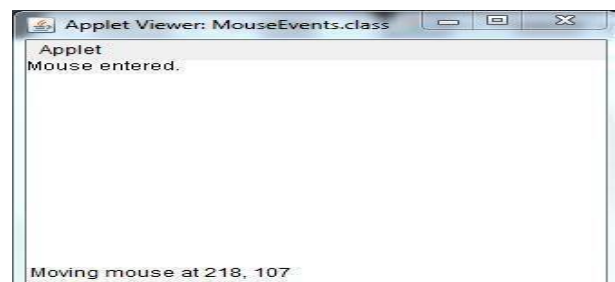 Applet Viewer: MouseEvents.class
Applet
Mouse entered.
Moving mouse at 218, 107